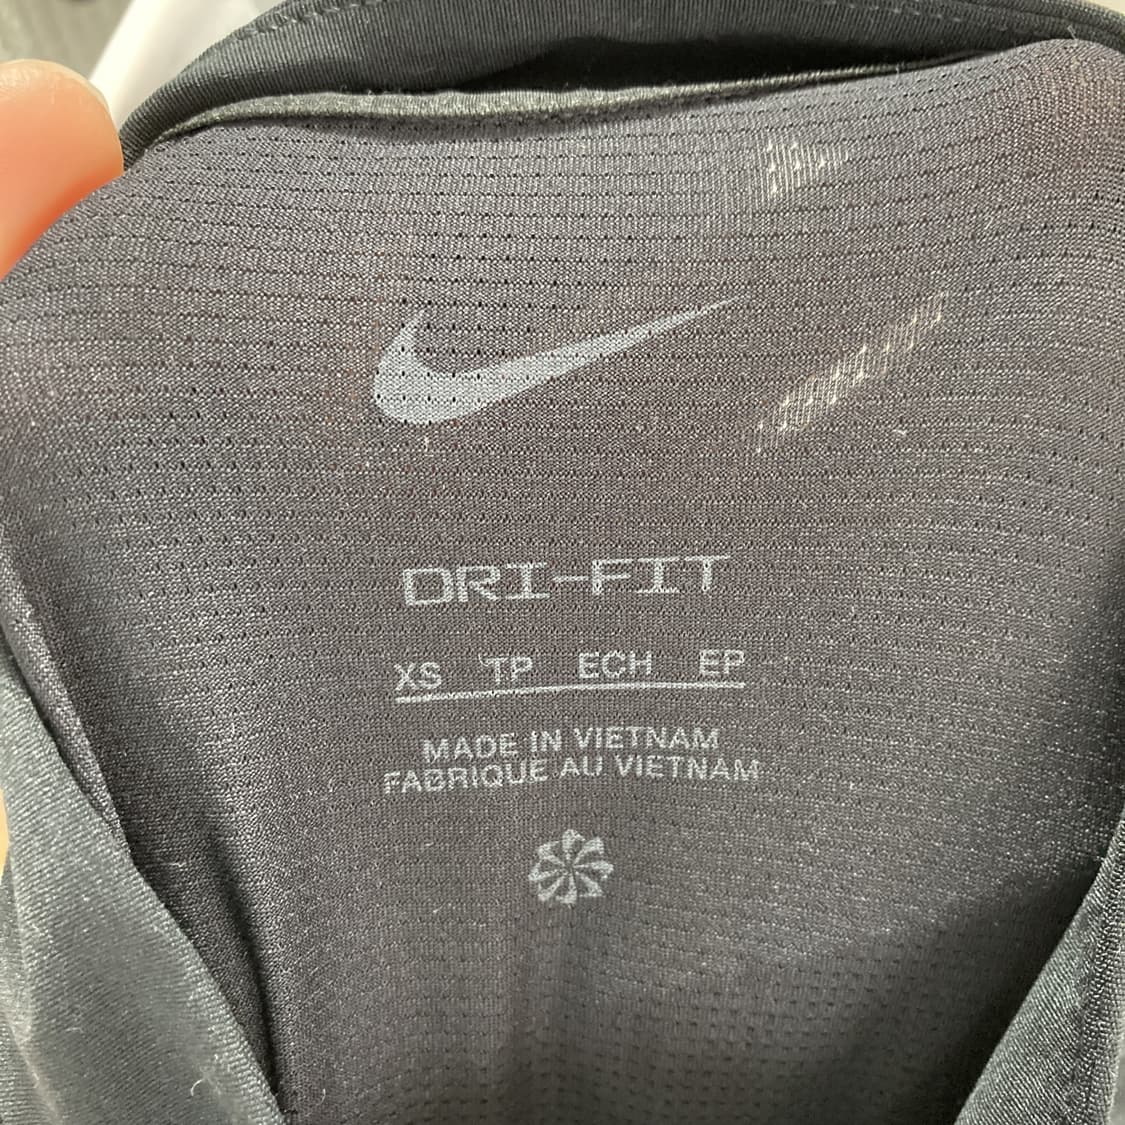 DRI-FIT
XS TP ECH EP
MADE IN VIETNAM
FABRIQUE AU VIETNAM